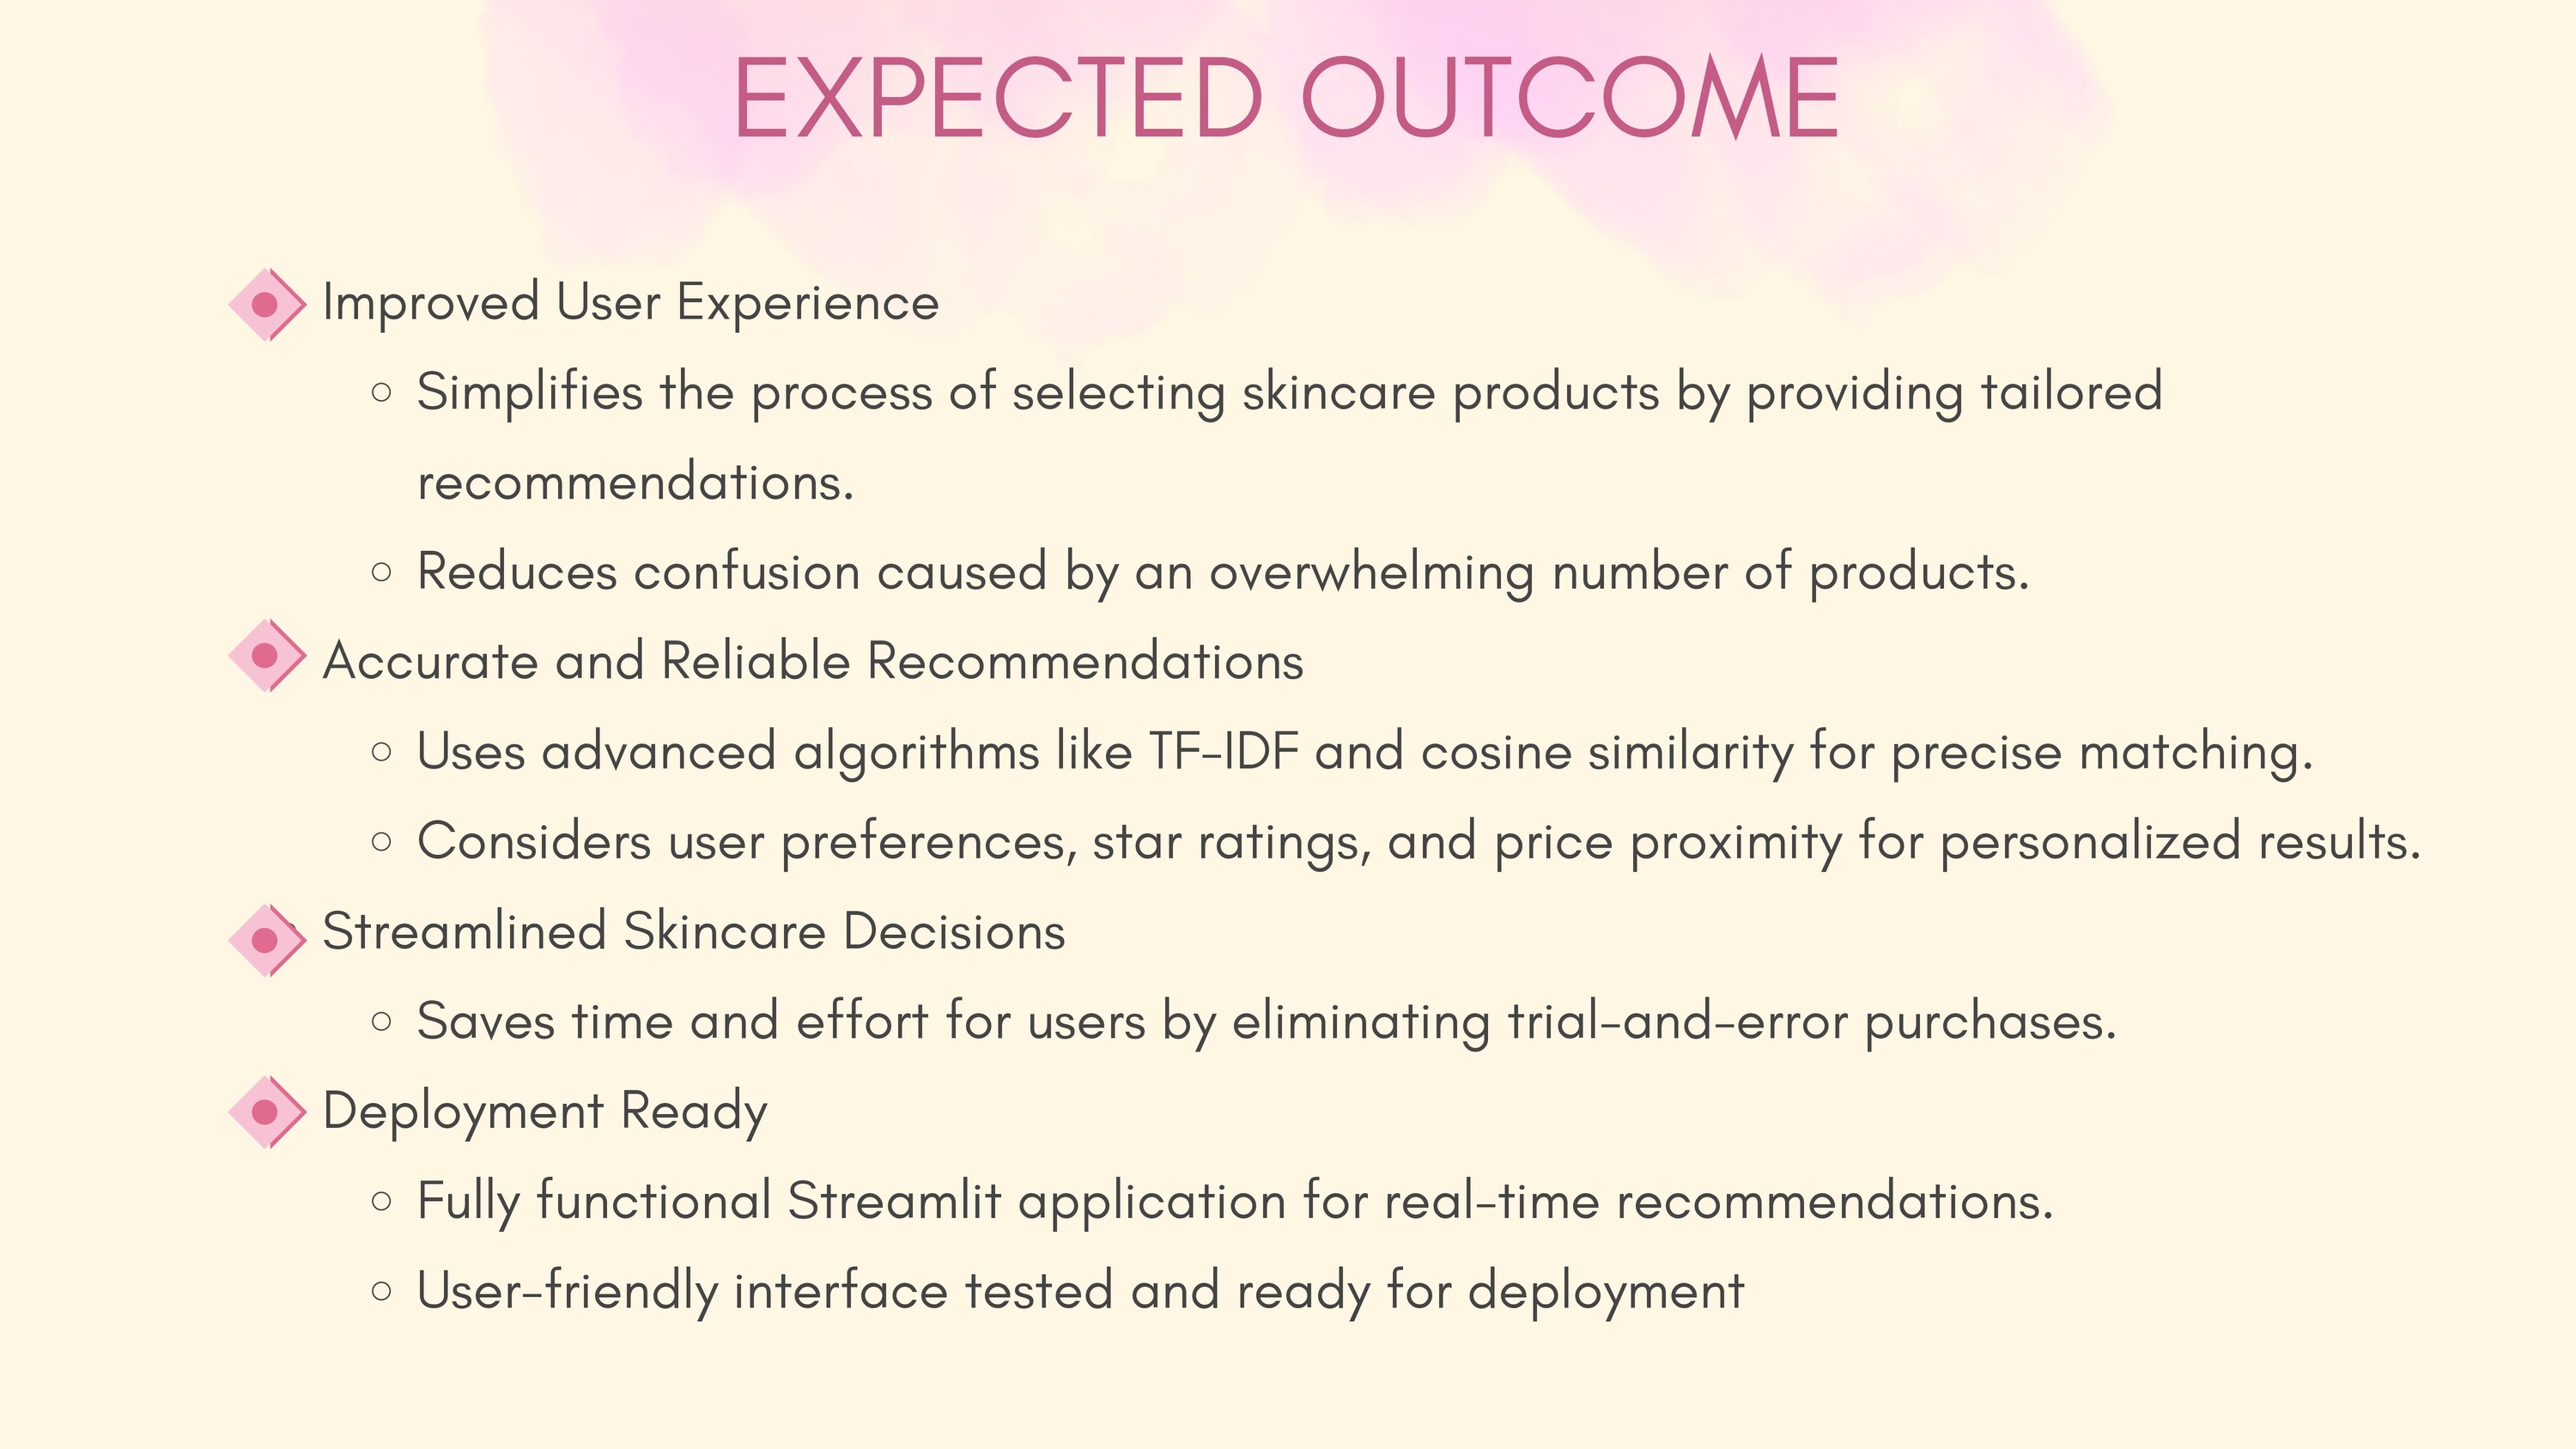 EXPECTED OUTCOME
Improved User Experience
Simplifies the process of selecting skincare products by providing tailored
recommendations.
Reduces confusion caused by an overwhelming number of products.
Accurate and Reliable Recommendations
Uses advanced algorithms like TF-IDF and cosine similarity for precise matching.
Considers user preferences, star ratings, and price proximity for personalized results.
Streamlined Skincare Decisions
Saves time and effort for users by eliminating trial-and-error purchases.
Deployment Ready
Fully functional Streamlit application for real-time recommendations.
User-friendly interface tested and ready for deployment